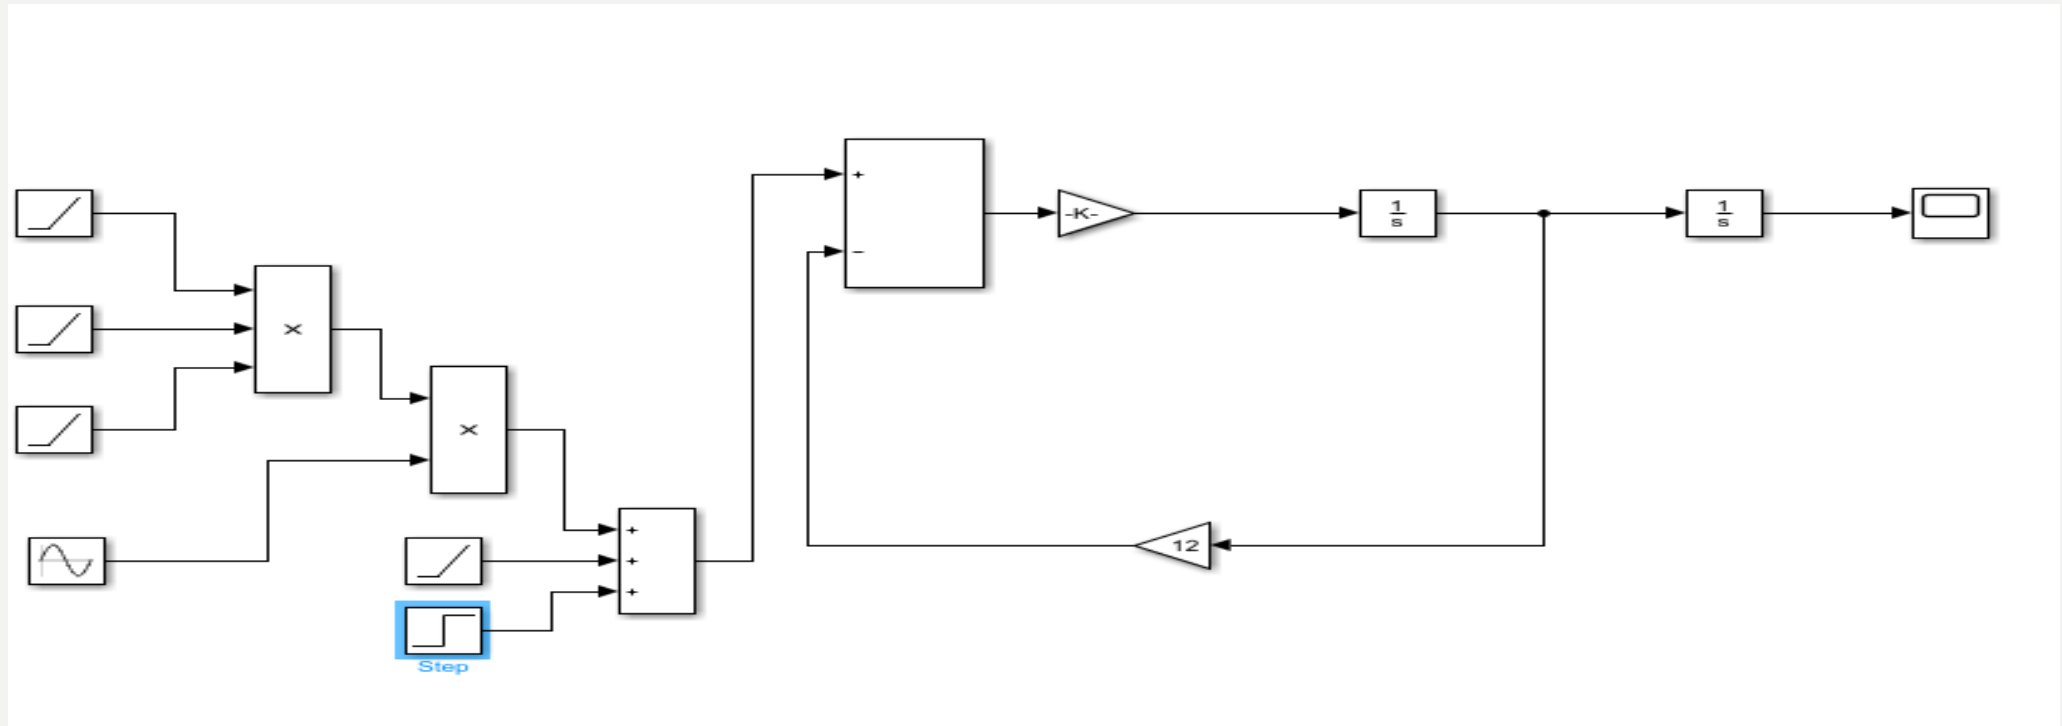 +
-K-
1
s
1
s
−
×
×
+
12
+
+
Step